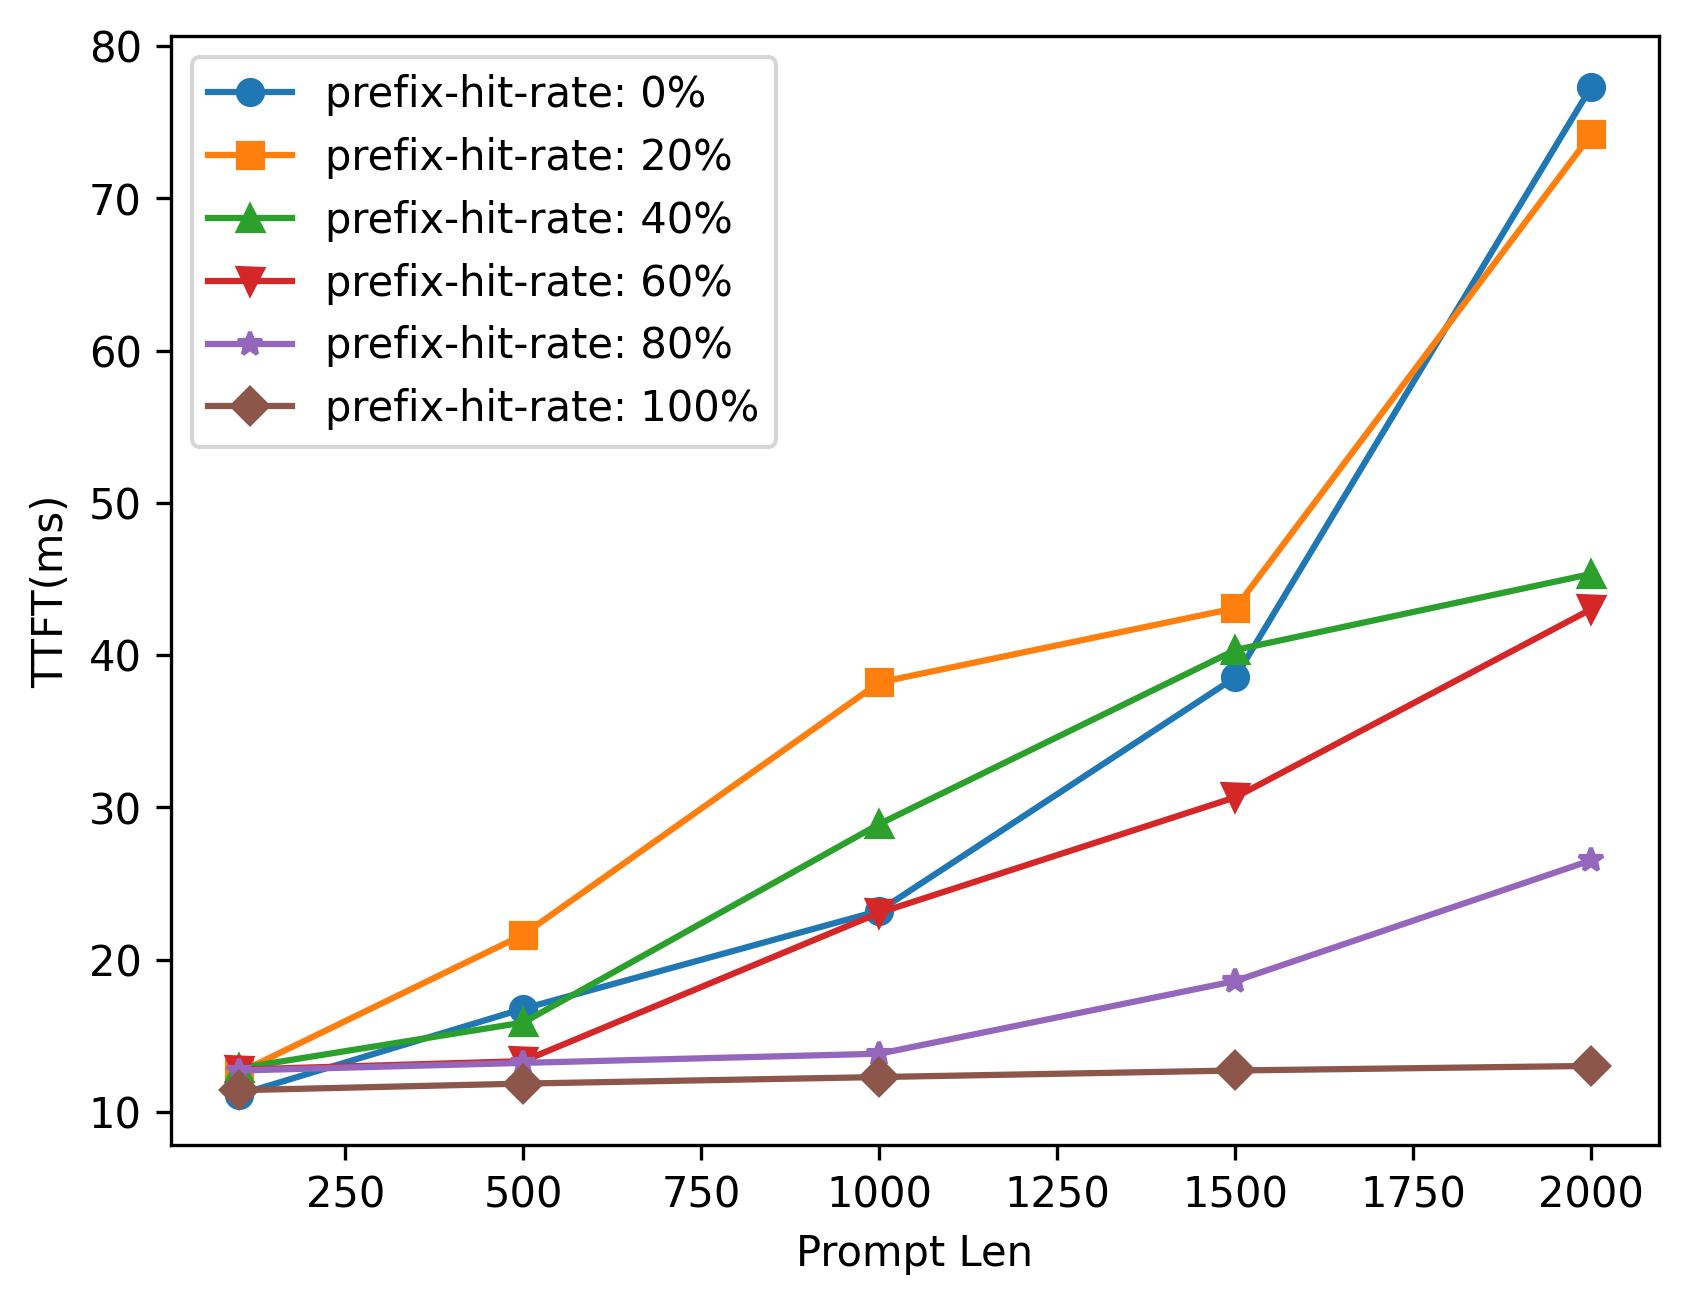 prefix-hit-rate: 0%
prefix-hit-rate: 20%
prefix-hit-rate: 40%
prefix-hit-rate: 60%
prefix-hit-rate: 80%
prefix-hit-rate: 100%
80
70
60
50
40
30
20
10
TTFT(ms)
250 500 750 1000 1250 1500 1750 2000
Prompt Len